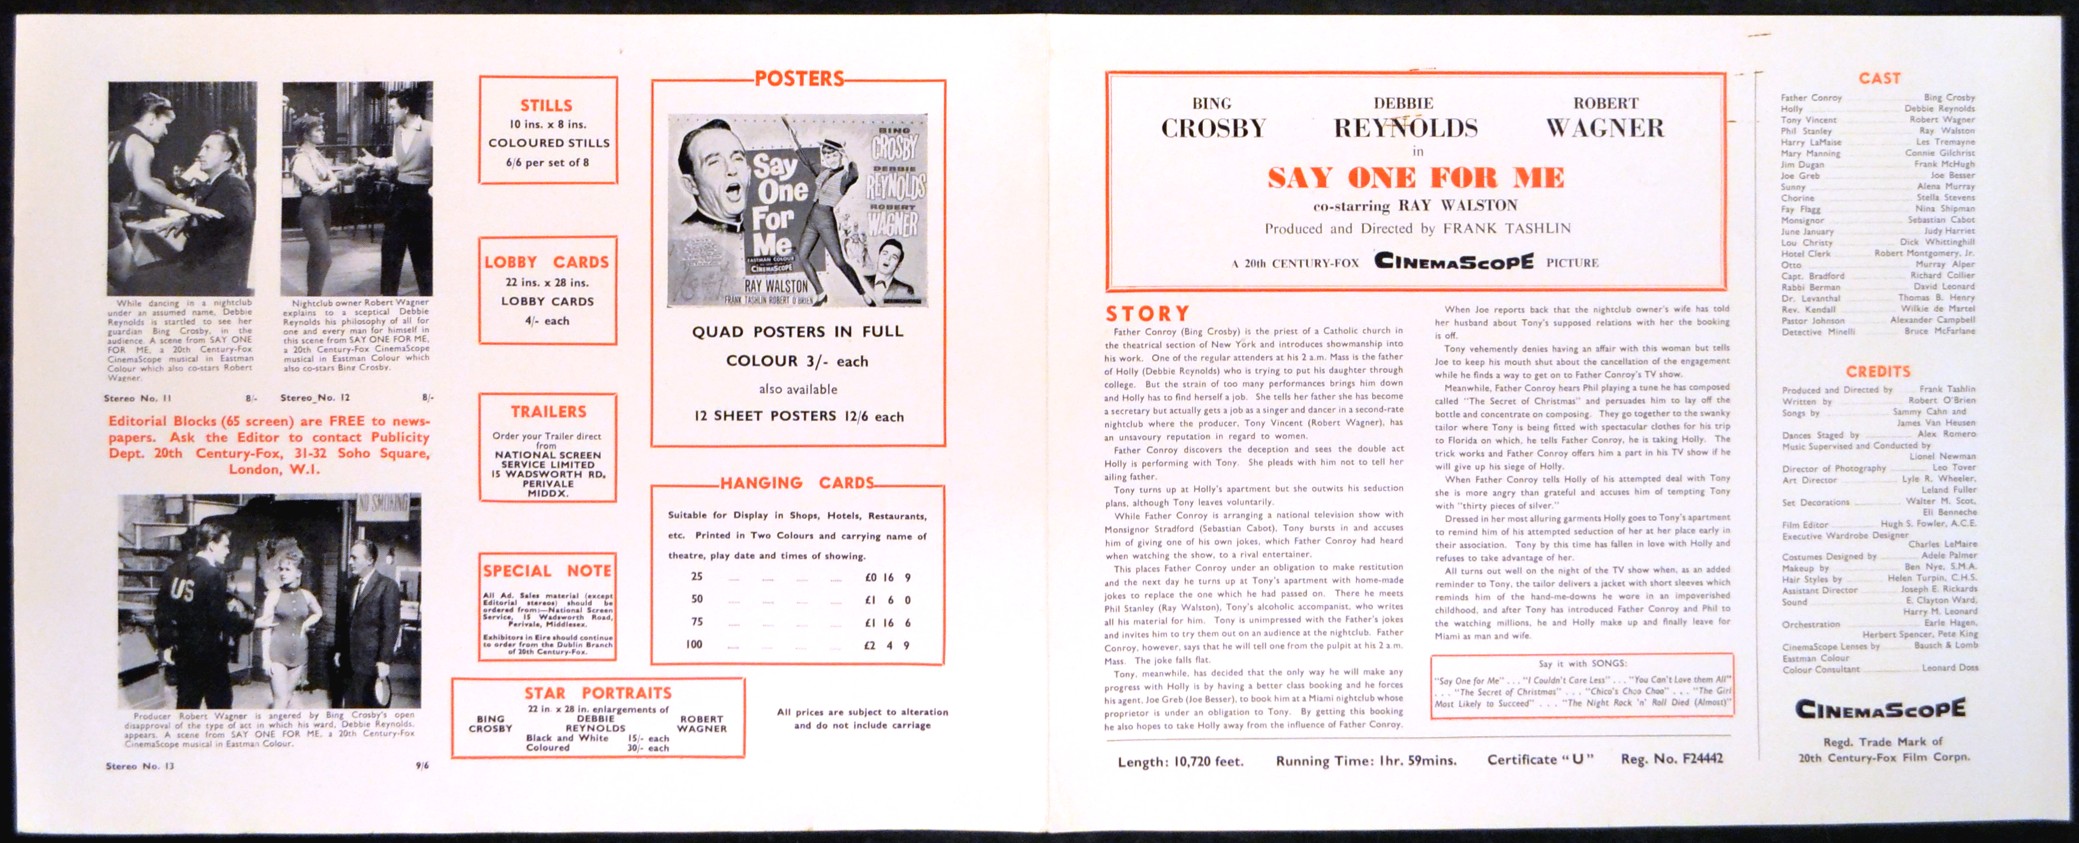 While dancing in a nightclub
under an assumed name, Debbie
Reynolds is startled to see her
guardian Bing Crosby, in the
audience. A scene from SAY ONE
FOR ME, a 20th Century-Fox
CinemaScope musical in Eastman
Colour which also co-stars Robert
Wagner.
Stereo No. 11 8/-
Nightclub owner Robert Wagner
explains to a sceptical Debbie
Reynolds his philosophy of all for
one and every man for himself in
this scene from SAY ONE FOR ME,
a 20th Century-Fox CinemaScope
musical in Eastman Colour which
also co-stars Bing Crosby.
Stereo No. 12 8/-
Editorial Blocks (65 screen) are FREE to news-
papers. Ask the Editor to contact Publicity
Dept. 20th Century-Fox, 31-32 Soho Square,
London, W.1.
NO SMOKING
US
Producer Robert Wagner is angered by Bing Crosby's open
disapproval of the type of act in which his ward, Debbie Reynolds,
appears. A scene from SAY ONE FOR ME, a 20th Century-Fox
CinemaScope musical in Eastman Colour.
Stereo No. 13 9/6
STILLS
10 ins. x 8 ins.
COLOURED STILLS
6/6 per set of 8
LOBBY CARDS
22 ins. x 28 ins.
LOBBY CARDS
4/- each
TRAILERS
Order your Trailer direct
from
NATIONAL SCREEN
SERVICE LIMITED
15 WADSWORTH RD,
PERIVALE
MIDDX.
SPECIAL NOTE
All Ad. Sales material (except
Editorial stereos) should be
ordered from:—National Screen
Service, 15 Wadsworth Road,
Perivale, Middlesex.
Exhibitors in Eire should continue
to order from the Dublin Branch
of 20th Century-Fox.
STAR PORTRAITS
22 in. x 28 in. enlargements of
BING DEBBIE ROBERT
CROSBY REYNOLDS WAGNER
Black and White 15/- each
Coloured 30/- each
POSTERS
BING
CROSBY
DEBBIE
REYNOLDS
ROBERT
WAGNER
Say
One
For
Me
EASTMAN COLOUR
CINEMASCOPE
RAY WALSTON
FRANK TASHLIN ROBERT O'BRIEN
QUAD POSTERS IN FULL
COLOUR 3/- each
also available
12 SHEET POSTERS 12/6 each
HANGING CARDS
Suitable for Display in Shops, Hotels, Restaurants,
etc. Printed in Two Colours and carrying name of
theatre, play date and times of showing.
25 .... .... .... .... £0 16 9
50 .... .... .... .... £1 6 0
75 .... .... .... .... £1 16 6
100 .... .... .... .... £2 4 9
All prices are subject to alteration
and do not include carriage
BING DEBBIE ROBERT
CROSBY REYNOLDS WAGNER
in
SAY ONE FOR ME
co-starring RAY WALSTON
Produced and Directed by FRANK TASHLIN
A 20th CENTURY-FOX CINEMASCOPE PICTURE
STORY
Father Conroy (Bing Crosby) is the priest of a Catholic church in
the theatrical section of New York and introduces showmanship into
his work. One of the regular attenders at his 2 a.m. Mass is the father
of Holly (Debbie Reynolds) who is trying to put his daughter through
college. But the strain of too many performances brings him down
and Holly has to find herself a job. She tells her father she has become
a secretary but actually gets a job as a singer and dancer in a second-rate
nightclub where the producer, Tony Vincent (Robert Wagner), has
an unsavoury reputation in regard to women.
Father Conroy discovers the deception and sees the double act
Holly is performing with Tony. She pleads with him not to tell her
ailing father.
Tony turns up at Holly's apartment but she outwits his seduction
plans, although Tony leaves voluntarily.
While Father Conroy is arranging a national television show with
Monsignor Stradford (Sebastian Cabot), Tony bursts in and accuses
him of giving one of his own jokes, which Father Conroy had heard
when watching the show, to a rival entertainer.
This places Father Conroy under an obligation to make restitution
and the next day he turns up at Tony's apartment with home-made
jokes to replace the one which he had passed on. There he meets
Phil Stanley (Ray Walston), Tony's alcoholic accompanist, who writes
all his material for him. Tony is unimpressed with the Father's jokes
and invites him to try them out on an audience at the nightclub. Father
Conroy, however, says that he will tell one from the pulpit at his 2 a.m.
Mass. The joke falls flat.
Tony, meanwhile, has decided that the only way he will make any
progress with Holly is by having a better class booking and he forces
his agent, Joe Greb (Joe Besser), to book him at a Miami nightclub whose
proprietor is under an obligation to Tony. By getting this booking
he also hopes to take Holly away from the influence of Father Conroy.
When Joe reports back that the nightclub owner's wife has told
her husband about Tony's supposed relations with her the booking
is off.
Tony vehemently denies having an affair with this woman but tells
Joe to keep his mouth shut about the cancellation of the engagement
while he finds a way to get on to Father Conroy's TV show.
Meanwhile, Father Conroy hears Phil playing a tune he has composed
called "The Secret of Christmas" and persuades him to lay off the
bottle and concentrate on composing. They go together to the swanky
tailor where Tony is being fitted with spectacular clothes for his trip
to Florida on which, he tells Father Conroy, he is taking Holly. The
trick works and Father Conroy offers him a part in his TV show if he
will give up his siege of Holly.
When Father Conroy tells Holly of his attempted deal with Tony
she is more angry than grateful and accuses him of tempting Tony
with "thirty pieces of silver."
Dressed in her most alluring garments Holly goes to Tony's apartment
to remind him of his attempted seduction of her at her place early in
their association. Tony by this time has fallen in love with Holly and
refuses to take advantage of her.
All turns out well on the night of the TV show when, as an added
reminder to Tony, the tailor delivers a jacket with short sleeves which
reminds him of the hand-me-downs he wore in an impoverished
childhood, and after Tony has introduced Father Conroy and Phil to
the watching millions, he and Holly make up and finally leave for
Miami as man and wife.
Say it with SONGS:
"Say One for Me" . . . "I Couldn't Care Less" . . . "You Can't Love them All"
. . . "The Secret of Christmas" . . . "Chico's Choo Choo" . . . "The Girl
Most Likely to Succeed" . . . "The Night Rock 'n' Roll Died (Almost)"
Length: 10,720 feet. Running Time: 1hr. 59mins. Certificate "U" Reg. No. F24442
CAST
Father Conroy Bing Crosby
Holly Debbie Reynolds
Tony Vincent Robert Wagner
Phil Stanley Ray Walston
Harry LaMaise Les Tremayne
Mary Manning Connie Gilchrist
Jim Dugan Frank McHugh
Joe Greb Joe Besser
Sunny Alena Murray
Chorine Stella Stevens
Fay Flagg Nina Shipman
Monsignor Sebastian Cabot
June January Judy Harriet
Lou Christy Dick Whittinghill
Hotel Clerk Robert Montgomery, Jr.
Otto Murray Alper
Capt. Bradford Richard Collier
Rabbi Berman David Leonard
Dr. Levanthal Thomas B. Henry
Rev. Kendall Wilkie de Martel
Pastor Johnson Alexander Campbell
Detective Minelli Bruce McFarlane
CREDITS
Produced and Directed by Frank Tashlin
Written by Robert O'Brien
Songs by Sammy Cahn and
James Van Heusen
Dances Staged by Alex Romero
Music Supervised and Conducted by
Lionel Newman
Director of Photography Leo Tover
Art Director Lyle R. Wheeler,
Leland Fuller
Set Decorations Walter M. Scot,
Eli Benneche
Film Editor Hugh S. Fowler, A.C.E.
Executive Wardrobe Designer
Charles LeMaire
Costumes Designed by Adele Palmer
Makeup by Ben Nye, S.M.A.
Hair Styles by Helen Turpin, C.H.S.
Assistant Director Joseph E. Rickards
Sound E. Clayton Ward,
Harry M. Leonard
Orchestration Earle Hagen,
Herbert Spencer, Pete King
CinemaScope Lenses by Bausch & Lomb
Eastman Colour
Colour Consultant Leonard Doss
CINEMASCOPE
Regd. Trade Mark of
20th Century-Fox Film Corpn.